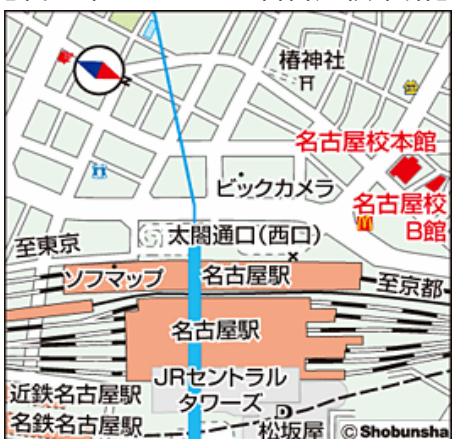 椿神社
名古屋校本館
ビックカメラ
名古屋校
B館
至東京
太閤通口(西口)
ソフマップ
名古屋駅
至京都
名古屋駅
JRセントラル
タワーズ
近鉄名古屋駅
名鉄名古屋駅
松坂屋
© Shobunsha